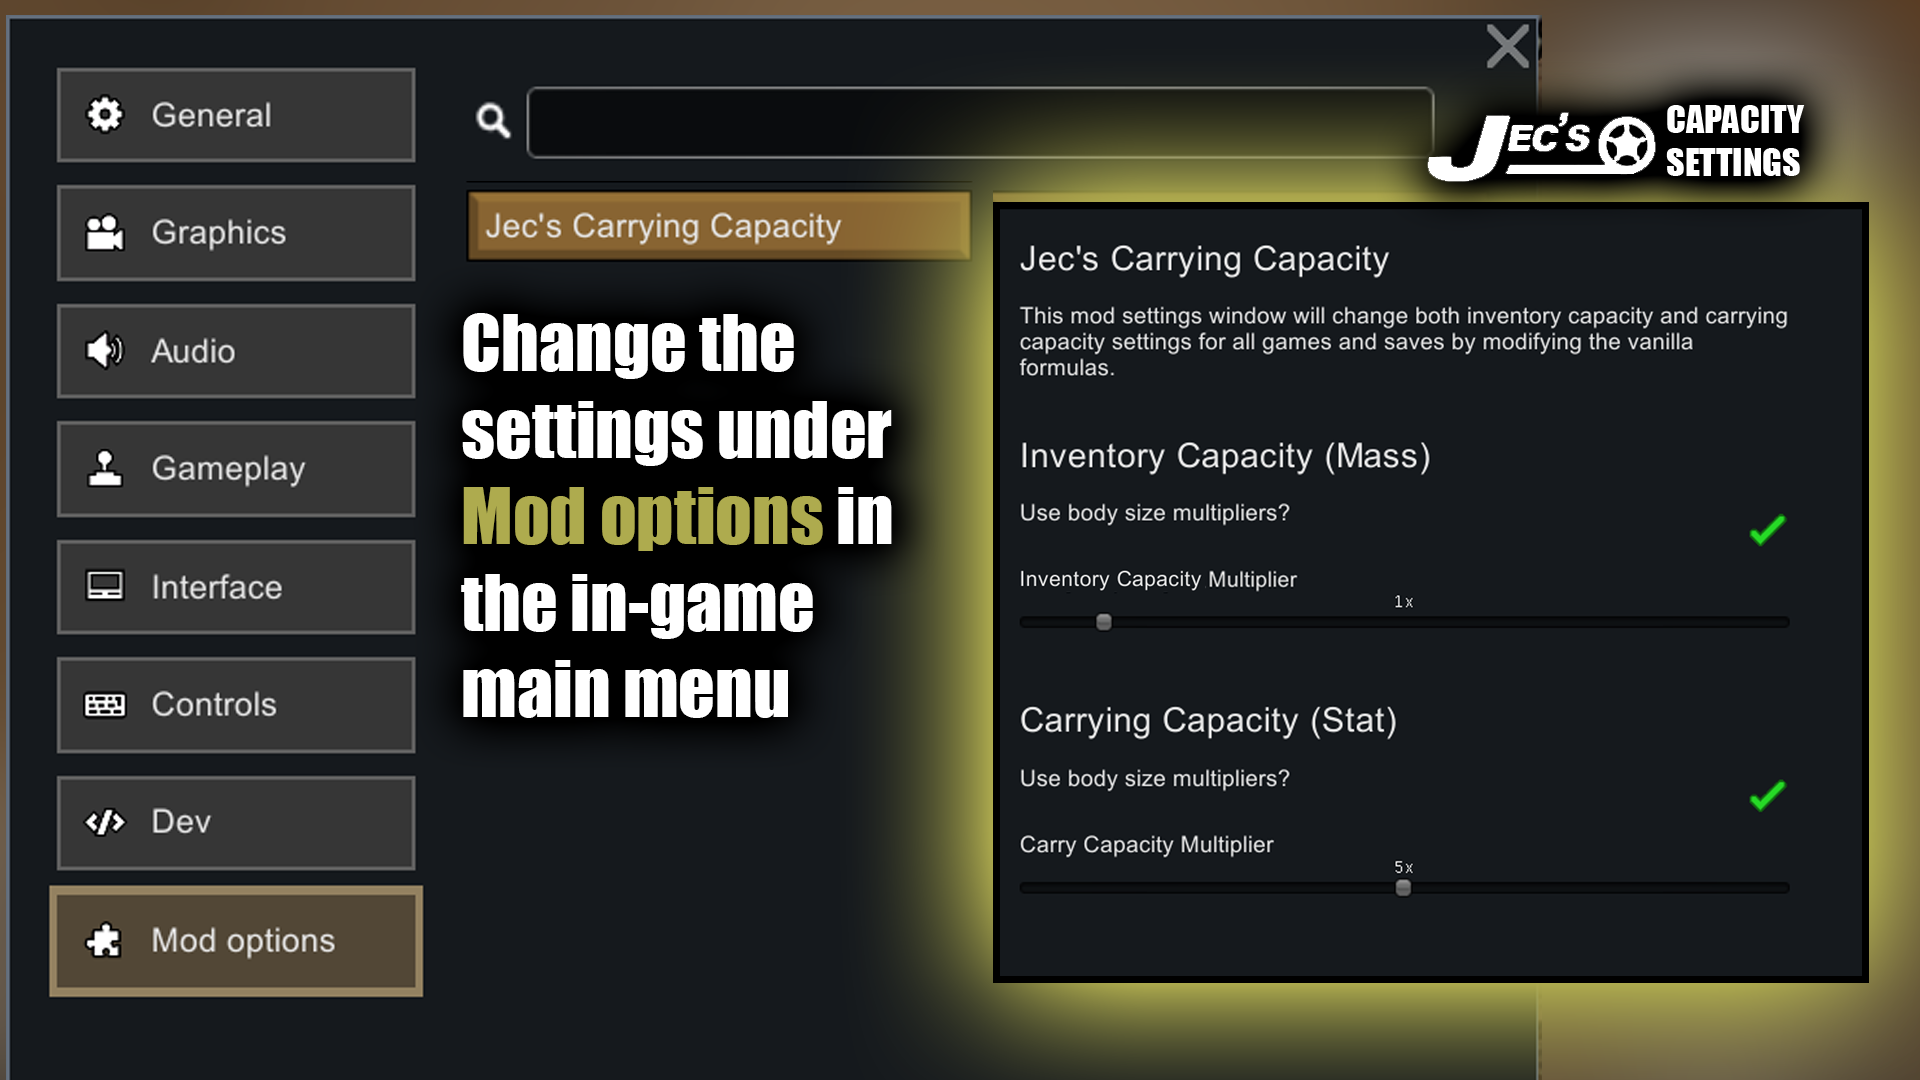 General
Graphics
Audio
Gameplay
Interface
Controls
Dev
Mod options
Jec's Carrying Capacity
Change the
settings under
Mod options in
the in-game
main menu
JEC'S
CAPACITY
SETTINGS
Jec's Carrying Capacity
This mod settings window will change both inventory capacity and carrying
capacity settings for all games and saves by modifying the vanilla
formulas.
Inventory Capacity (Mass)
Use body size multipliers?
Inventory Capacity Multiplier
1x
Carrying Capacity (Stat)
Use body size multipliers?
Carry Capacity Multiplier
5x